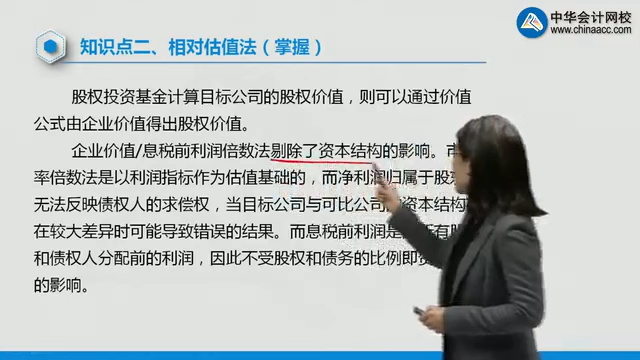 知识点二、相对估值法（掌握）
中华会计网校
www.chinaacc.com
股权投资基金计算目标公司的股权价值，则可以通过价值
公式由企业价值得出股权价值。
企业价值/息税前利润倍数法剔除了资本结构的影响。市
率倍数法是以利润指标作为估值基础的，而净利润归属于股
无法反映债权人的求偿权，当目标公司与可比公司 资本结构
在较大差异时可能导致错误的结果。而息税前利润是 所有
和债权人分配前的利润，因此不受股权和债务的比例即
的影响。